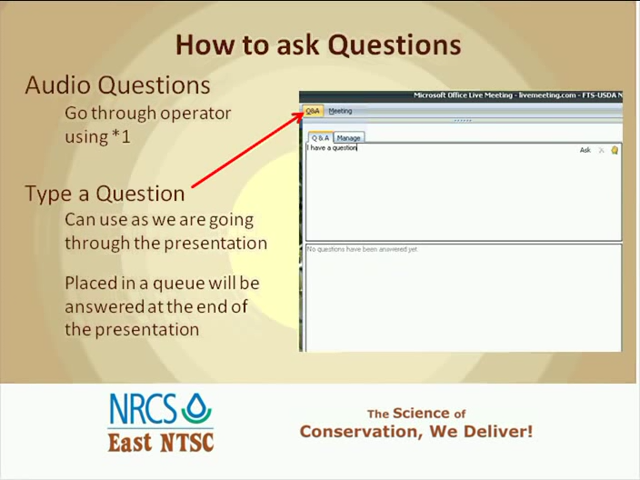 How to ask Questions
Audio Questions
Go through operator
using *1
Type a Question
Can use as we are going
through the presentation
Placed in a queue will be
answered at the end of
the presentation
Microsoft Office Live Meeting - livemeeting.com - FTS-USDA N
Q&A Meeting
Q & A Manage
I have a question
Ask
No questions have been answered yet
NRCS
East NTSC
The Science of
Conservation, We Deliver!